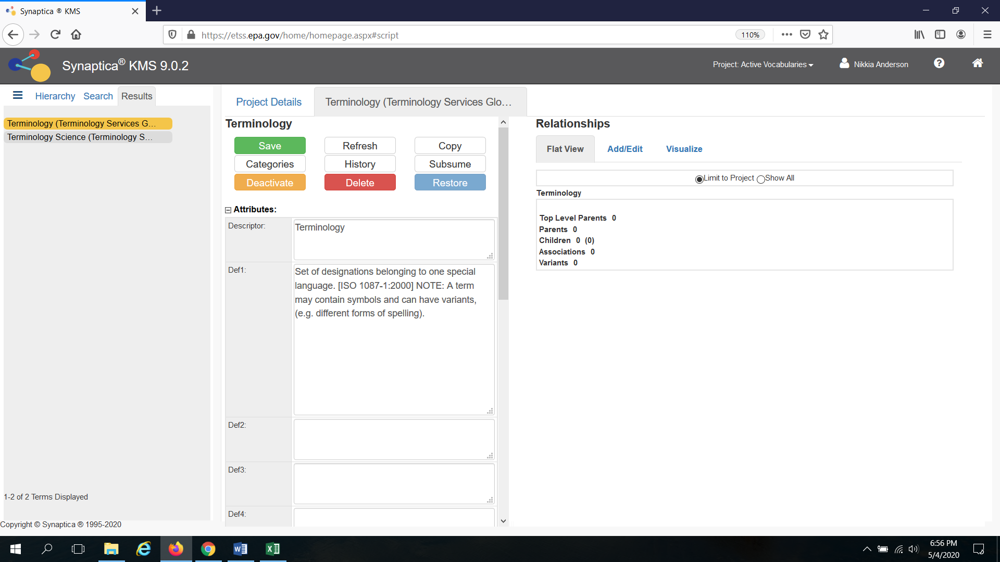 Synaptica ® KMS
https://etss.epa.gov/home/homepage.aspx#script
110%
Synaptica® KMS 9.0.2
Project: Active Vocabularies
Nikkia Anderson
Hierarchy Search Results
Terminology (Terminology Services G...
Terminology Science (Terminology S...
1-2 of 2 Terms Displayed
Copyright © Synaptica ® 1995-2020
Project Details
Terminology (Terminology Services Glo...
Terminology
Save Refresh Copy
Categories History Subsume
Deactivate Delete Restore
Attributes:
Descriptor: Terminology
Def1: Set of designations belonging to one special
language. [ISO 1087-1:2000] NOTE: A term
may contain symbols and can have variants,
(e.g. different forms of spelling).
Def2:
Def3:
Def4:
Relationships
Flat View Add/Edit Visualize
Limit to Project Show All
Terminology
Top Level Parents 0
Parents 0
Children 0 (0)
Associations 0
Variants 0
6:56 PM
5/4/2020